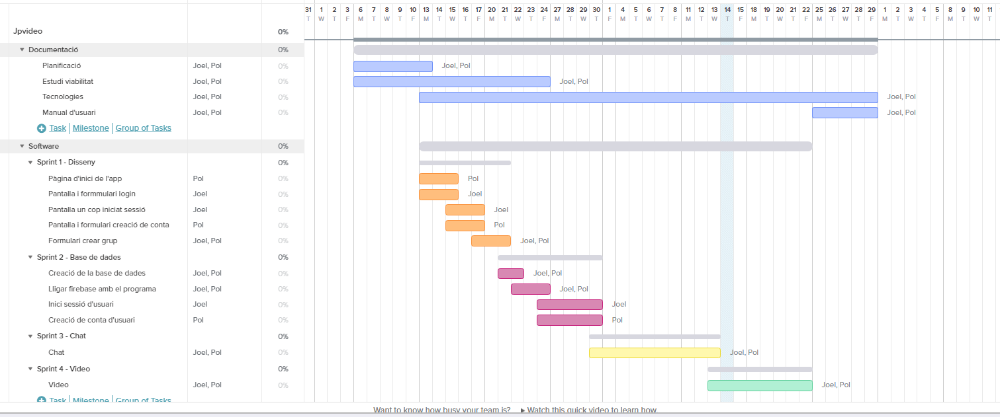 31 1 2 3 6 7 8 9 10 13 14 15 16 17 20 21 22 23 24 27 28 29 30 1 4 5 6 7 8 11 12 13 14 15 18 19 20 21 22 25 26 27 28 29 1 2 3 4 5 8 9 10 11
T W T F M T W T F M T W T F M T W T F M T W T F M T W T F M T W T F M T W T F M T W T F M T W T F M T W T
Jpvideo 0%
Documentació 0%
Planificació Joel, Pol 0% Joel, Pol
Estudi viabilitat Joel, Pol 0% Joel, Pol
Tecnologies Joel, Pol 0% Joel, Pol
Manual d'usuari Joel, Pol 0% Joel, Pol
Task | Milestone | Group of Tasks
Software 0%
Sprint 1 - Disseny 0%
Pàgina d'inici de l'app Pol 0% Pol
Pantalla i formmulari login Joel 0% Joel
Pantalla un cop iniciat sessió Joel 0% Joel
Pantalla i formulari creació de conta Pol 0% Pol
Formulari crear grup Joel, Pol 0% Joel, Pol
Sprint 2 - Base de dades 0%
Creació de la base de dades Joel, Pol 0% Joel, Pol
Lligar firebase amb el programa Joel, Pol 0% Joel, Pol
Inici sessió d'usuari Joel 0% Joel
Creació de conta d'usuari Pol 0% Pol
Sprint 3 - Chat 0%
Chat Joel, Pol 0% Joel, Pol
Sprint 4 - Video 0%
Video Joel, Pol 0% Joel, Pol
Task | Milestone | Group of Tasks
Want to know how busy your team is? ▶ Watch this quick video to learn how.